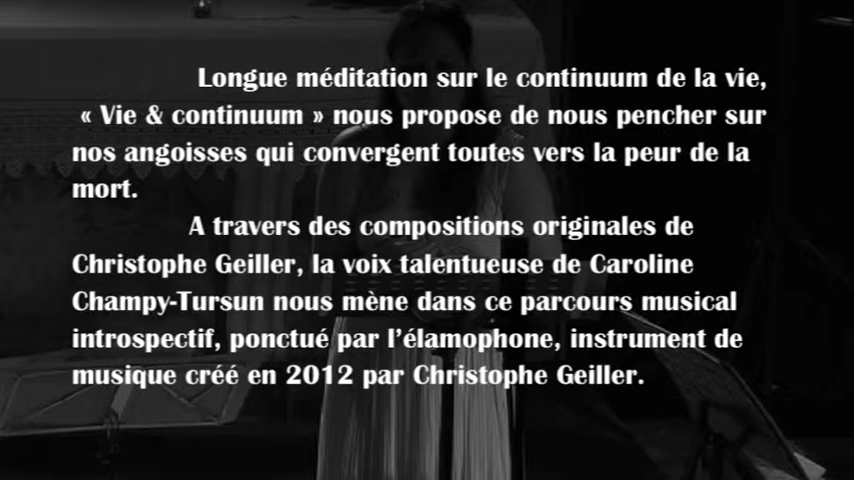 Longue méditation sur le continuum de la vie,
« Vie & continuum » nous propose de nous pencher sur
nos angoisses qui convergent toutes vers la peur de la
mort.
A travers des compositions originales de
Christophe Geiller, la voix talentueuse de Caroline
Champy-Tursun nous mène dans ce parcours musical
introspectif, ponctué par l’élamophone, instrument de
musique créé en 2012 par Christophe Geiller.